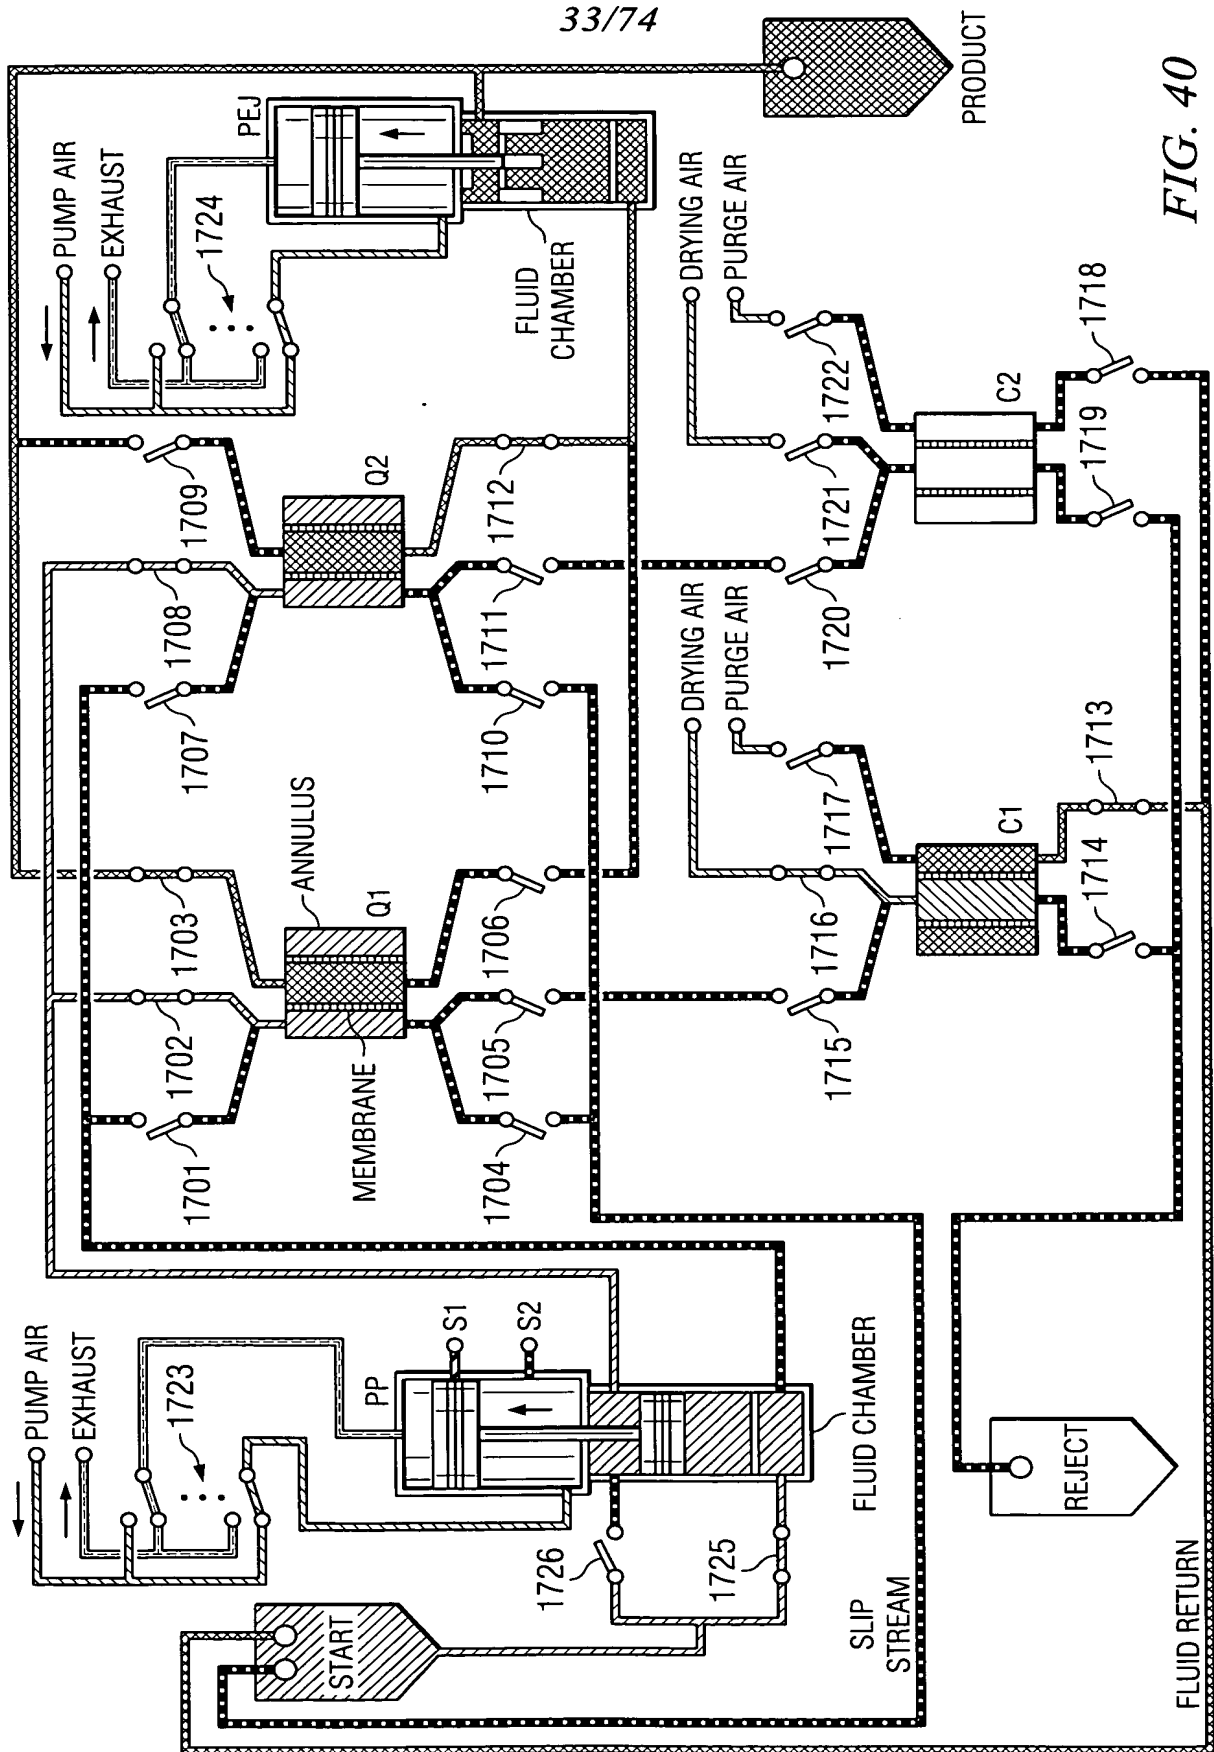 33/74
PUMP AIR
EXHAUST
1723
PP
S1
S2
START
1726
1725
FLUID CHAMBER
SLIP
STREAM
REJECT
FLUID RETURN
1701
1702
1703
MEMBRANE
ANNULUS
Q1
1704
1705
1706
1707
1708
1709
Q2
1710
1711
1712
PUMP AIR
EXHAUST
1724
PEJ
FLUID
CHAMBER
PRODUCT
DRYING AIR
PURGE AIR
1715
1716
1717
C1
1714
1713
DRYING AIR
PURGE AIR
1720
1721
1722
C2
1719
1718
FIG. 40